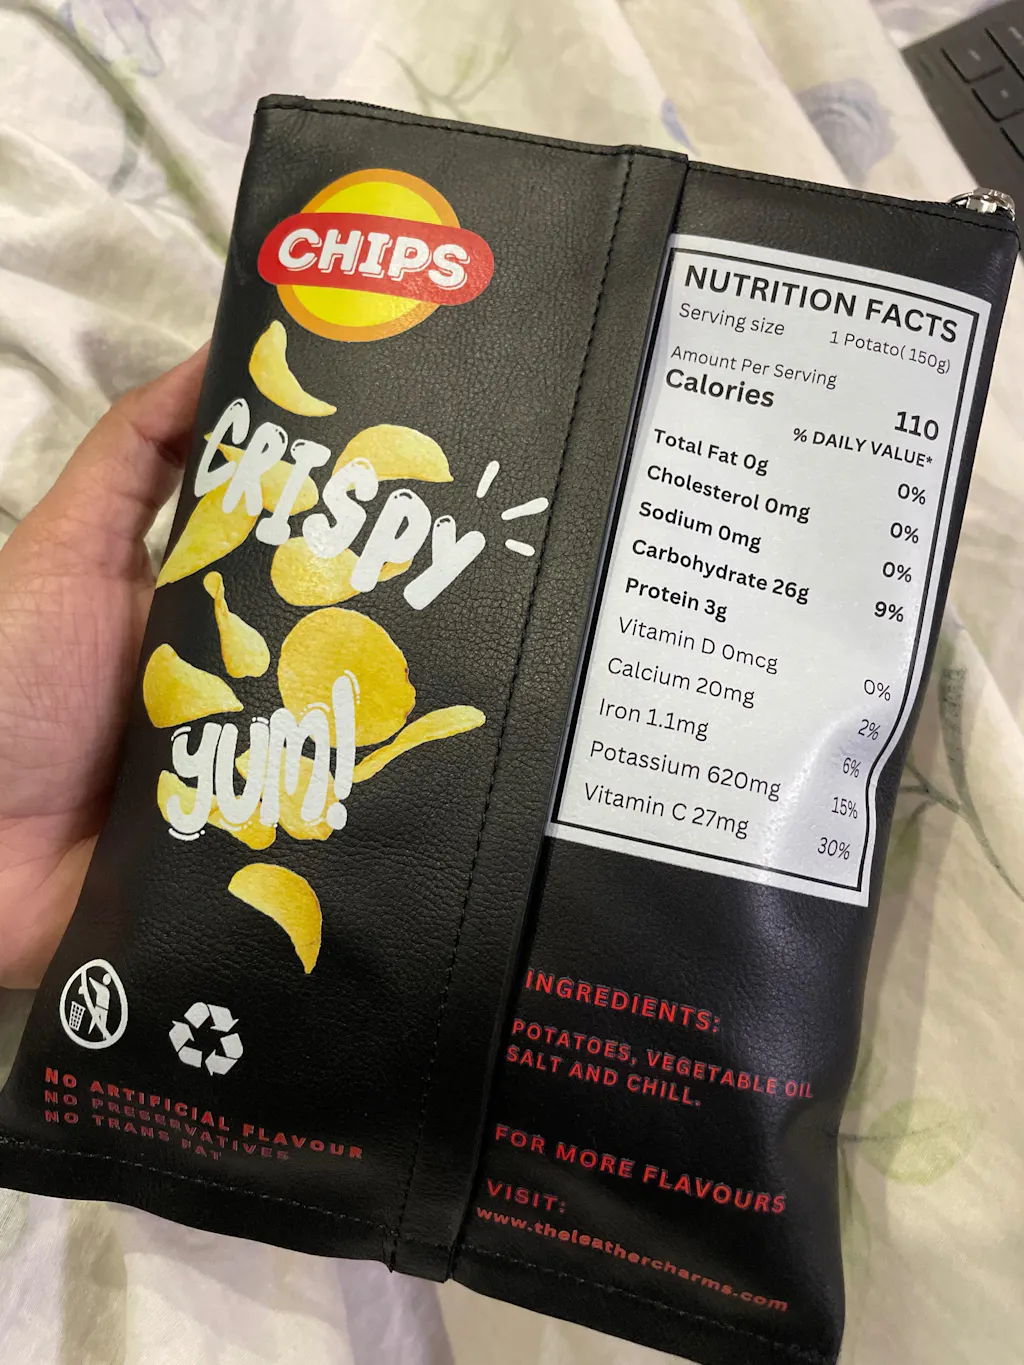 CHIPS
CRISPY
YUM!
NO ARTIFICIAL FLAVOUR
NO PRESERVATIVES
NO TRANS FAT
NUTRITION FACTS
Serving size 1 Potato( 150g)
Amount Per Serving
Calories 110
% DAILY VALUE*
Total Fat 0g 0%
Cholesterol 0mg 0%
Sodium 0mg 0%
Carbohydrate 26g 9%
Protein 3g
Vitamin D 0mcg 0%
Calcium 20mg 2%
Iron 1.1mg 6%
Potassium 620mg 15%
Vitamin C 27mg 30%
INGREDIENTS:
POTATOES, VEGETABLE OIL
SALT AND CHILL.
FOR MORE FLAVOURS
VISIT:
www.theleathercharms.com